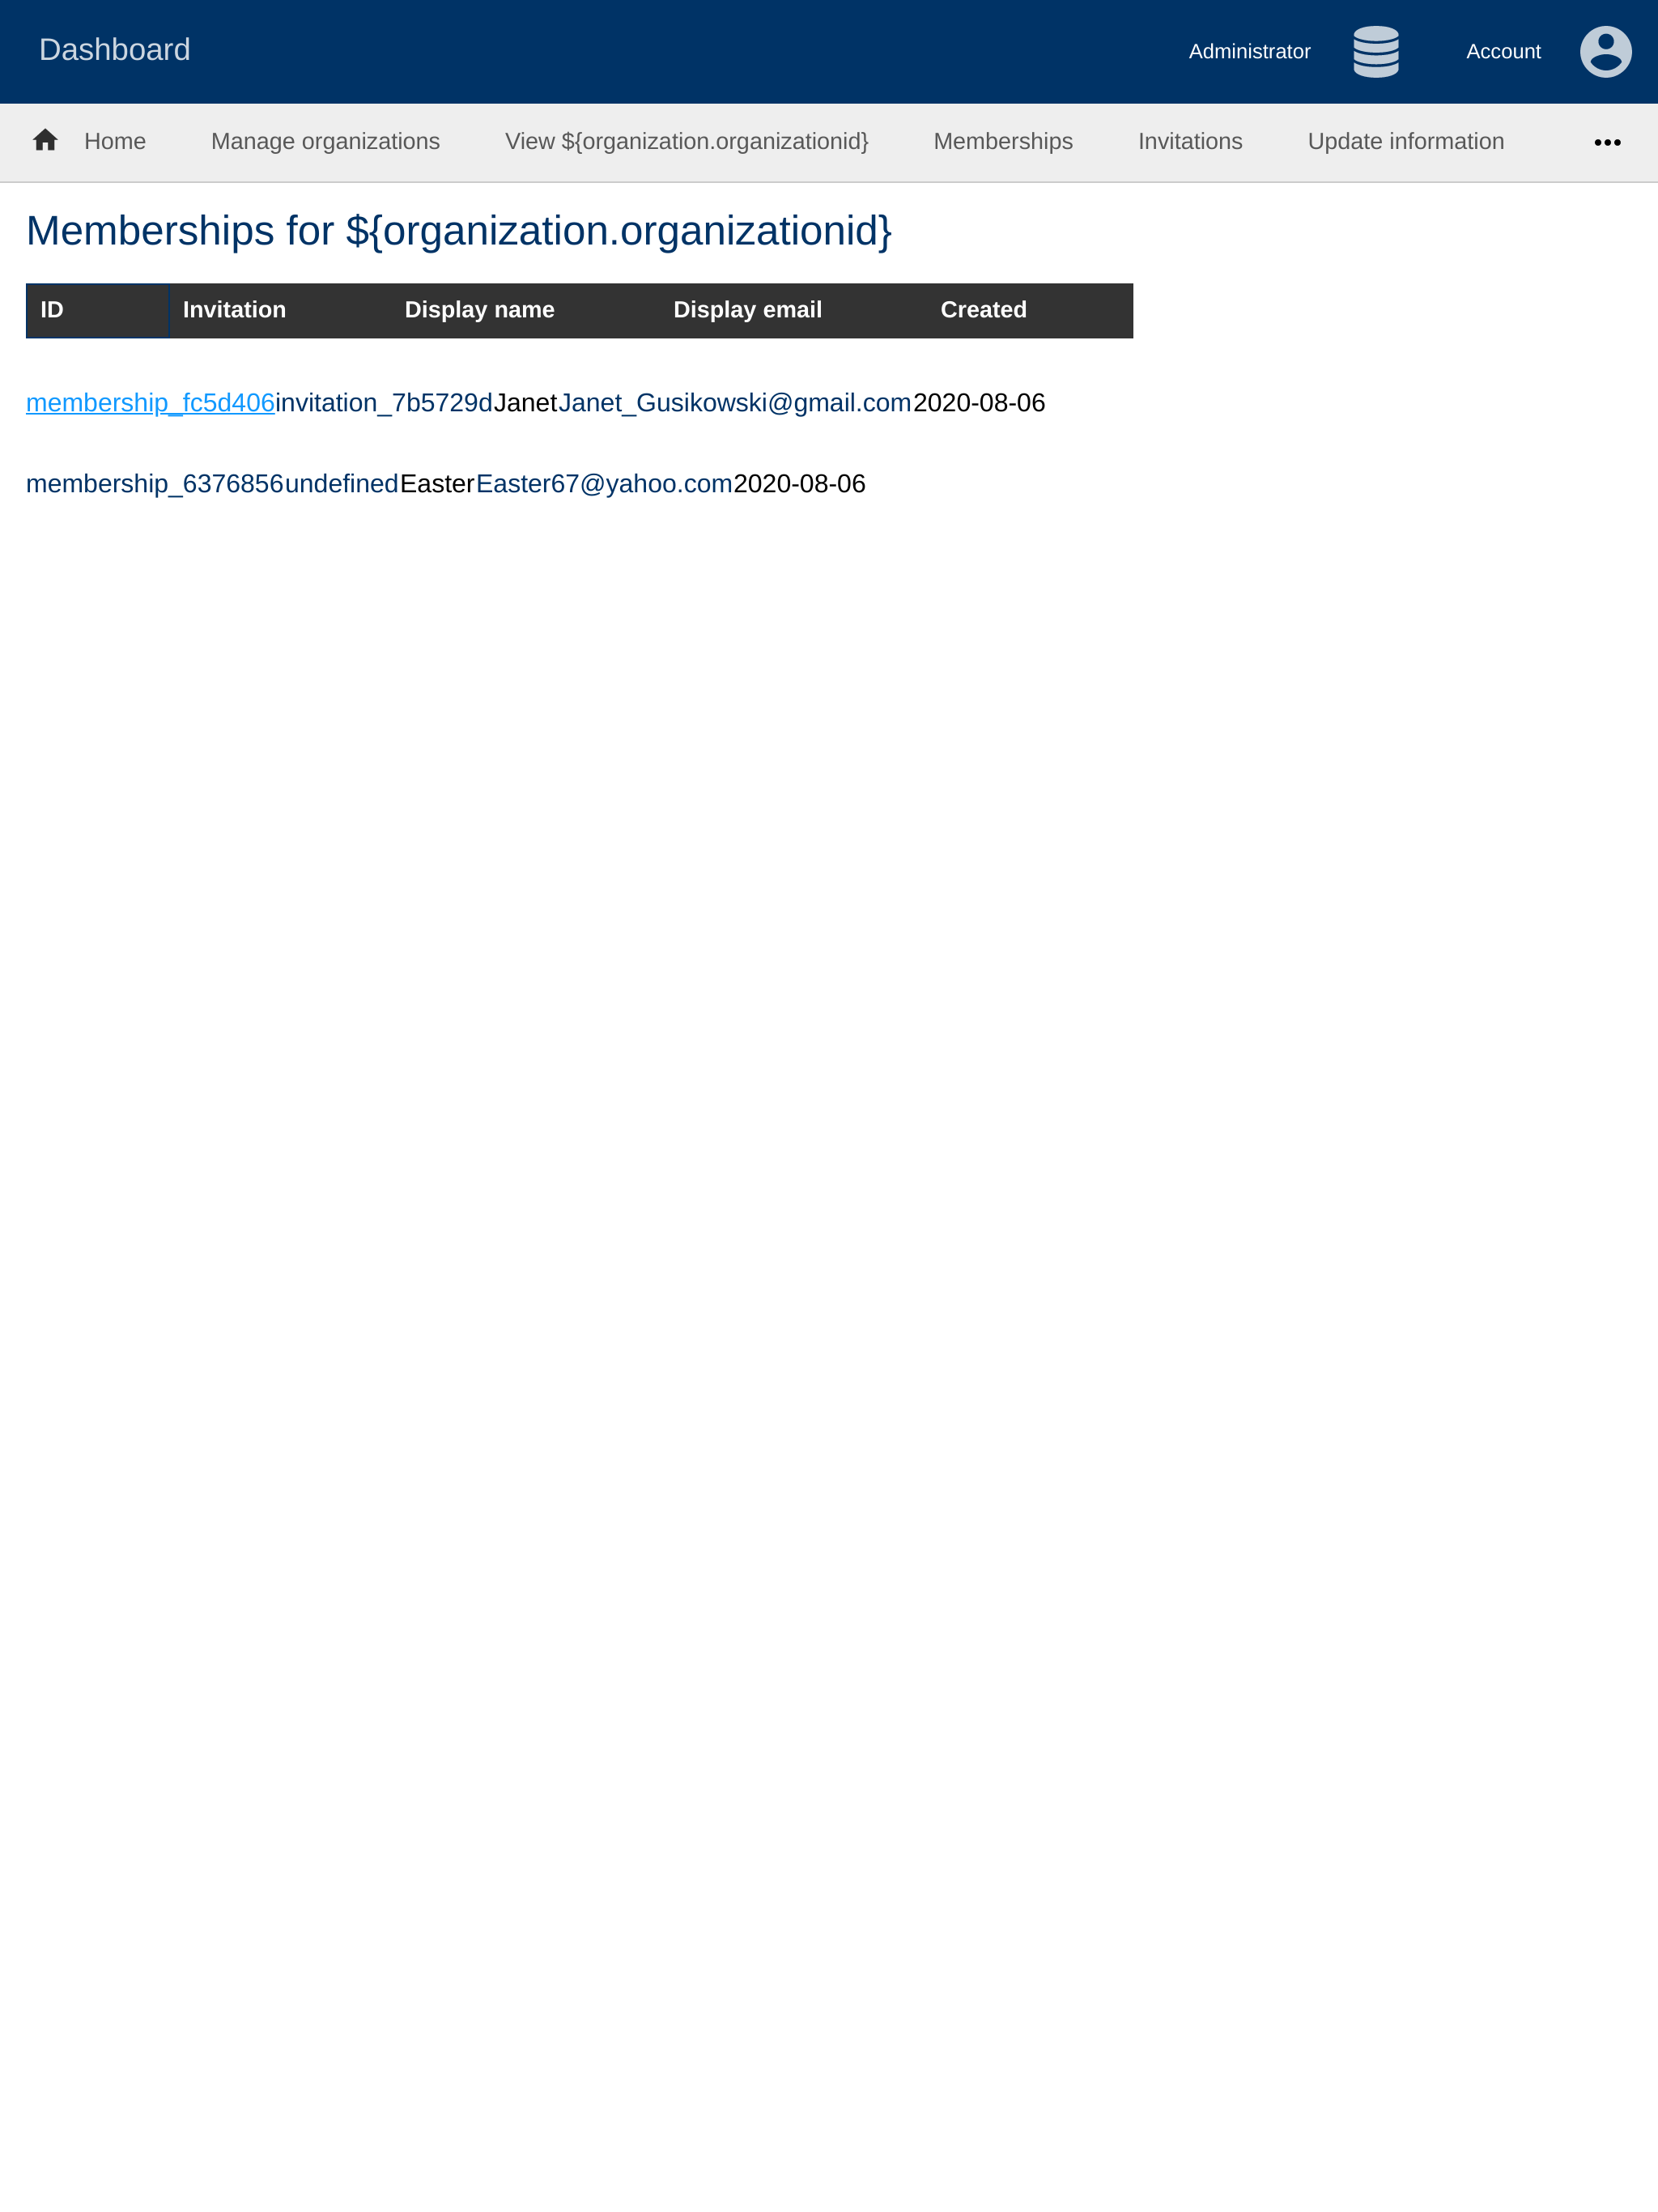 Dashboard Administrator Account
Home Manage organizations View ${organization.organizationid} Memberships Invitations Update information
Memberships for ${organization.organizationid}
ID Invitation Display name Display email Created
membership_fc5d406invitation_7b5729dJanetJanet_Gusikowski@gmail.com2020-08-06
membership_6376856undefinedEasterEaster67@yahoo.com2020-08-06